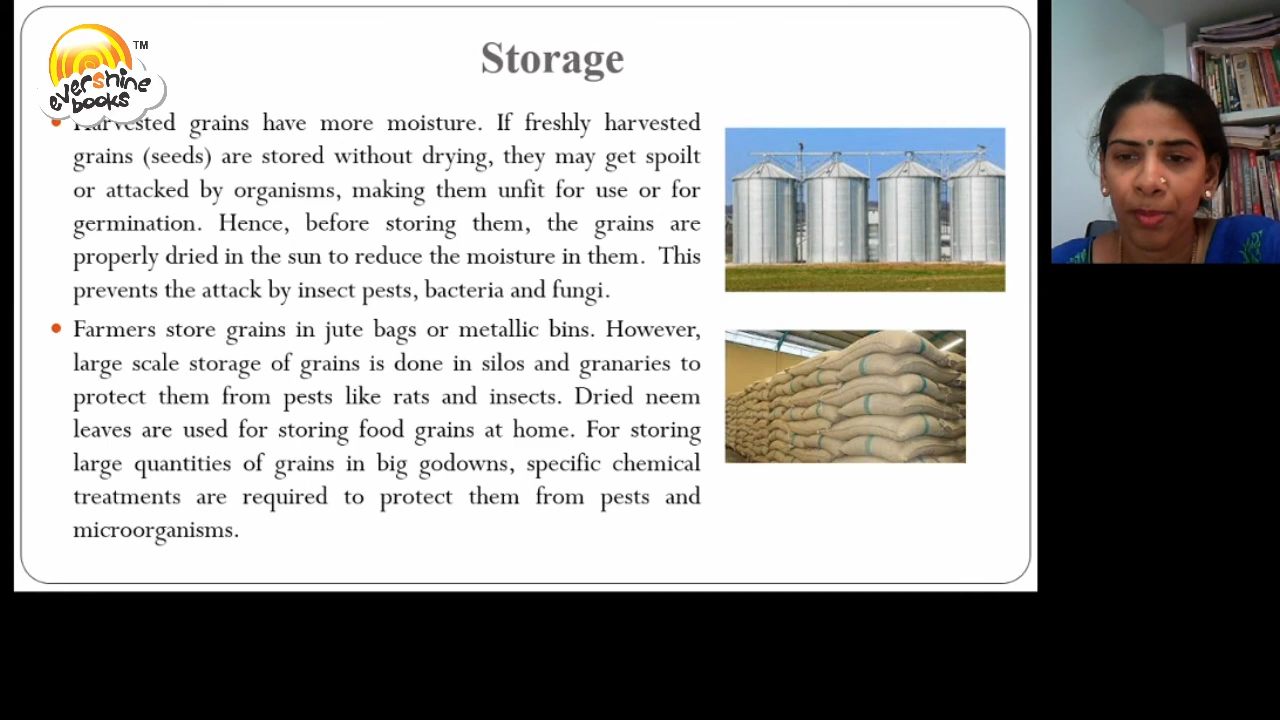 Storage
evershine
books
TM
Harvested grains have more moisture. If freshly harvested
grains (seeds) are stored without drying, they may get spoilt
or attacked by organisms, making them unfit for use or for
germination. Hence, before storing them, the grains are
properly dried in the sun to reduce the moisture in them. This
prevents the attack by insect pests, bacteria and fungi.
Farmers store grains in jute bags or metallic bins. However,
large scale storage of grains is done in silos and granaries to
protect them from pests like rats and insects. Dried neem
leaves are used for storing food grains at home. For storing
large quantities of grains in big godowns, specific chemical
treatments are required to protect them from pests and
microorganisms.